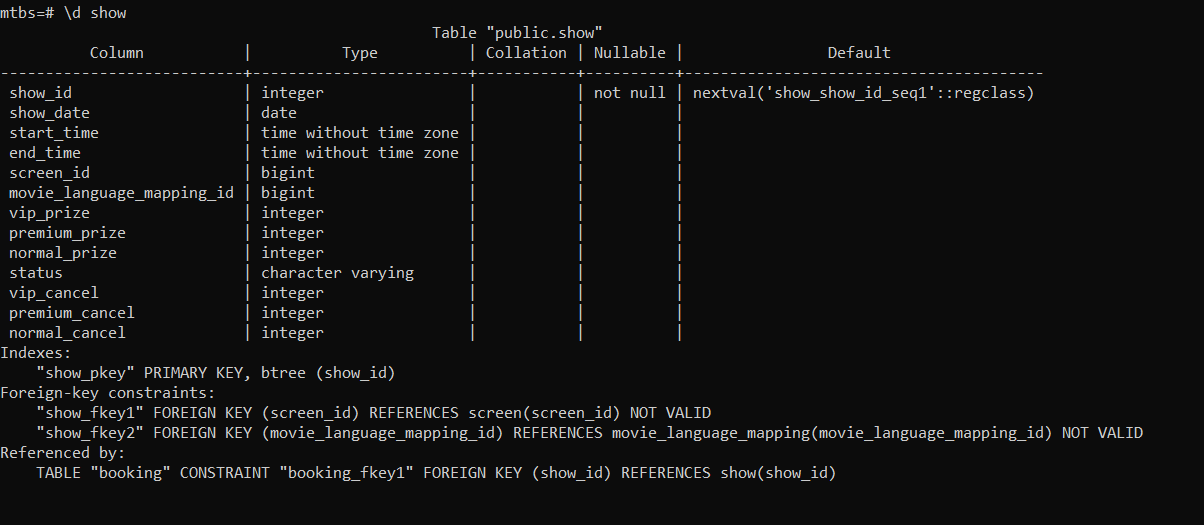 mtbs=# \d show
                                                Table "public.show"
          Column           |          Type          | Collation | Nullable |                Default
---------------------------+------------------------+-----------+----------+----------------------------------------
 show_id                   | integer                |           | not null | nextval('show_show_id_seq1'::regclass)
 show_date                 | date                   |           |          |
 start_time                | time without time zone |           |          |
 end_time                  | time without time zone |           |          |
 screen_id                 | bigint                 |           |          |
 movie_language_mapping_id | bigint                 |           |          |
 vip_prize                 | integer                |           |          |
 premium_prize             | integer                |           |          |
 normal_prize              | integer                |           |          |
 status                    | character varying      |           |          |
 vip_cancel                | integer                |           |          |
 premium_cancel            | integer                |           |          |
 normal_cancel             | integer                |           |          |
Indexes:
    "show_pkey" PRIMARY KEY, btree (show_id)
Foreign-key constraints:
    "show_fkey1" FOREIGN KEY (screen_id) REFERENCES screen(screen_id) NOT VALID
    "show_fkey2" FOREIGN KEY (movie_language_mapping_id) REFERENCES movie_language_mapping(movie_language_mapping_id) NOT VALID
Referenced by:
    TABLE "booking" CONSTRAINT "booking_fkey1" FOREIGN KEY (show_id) REFERENCES show(show_id)